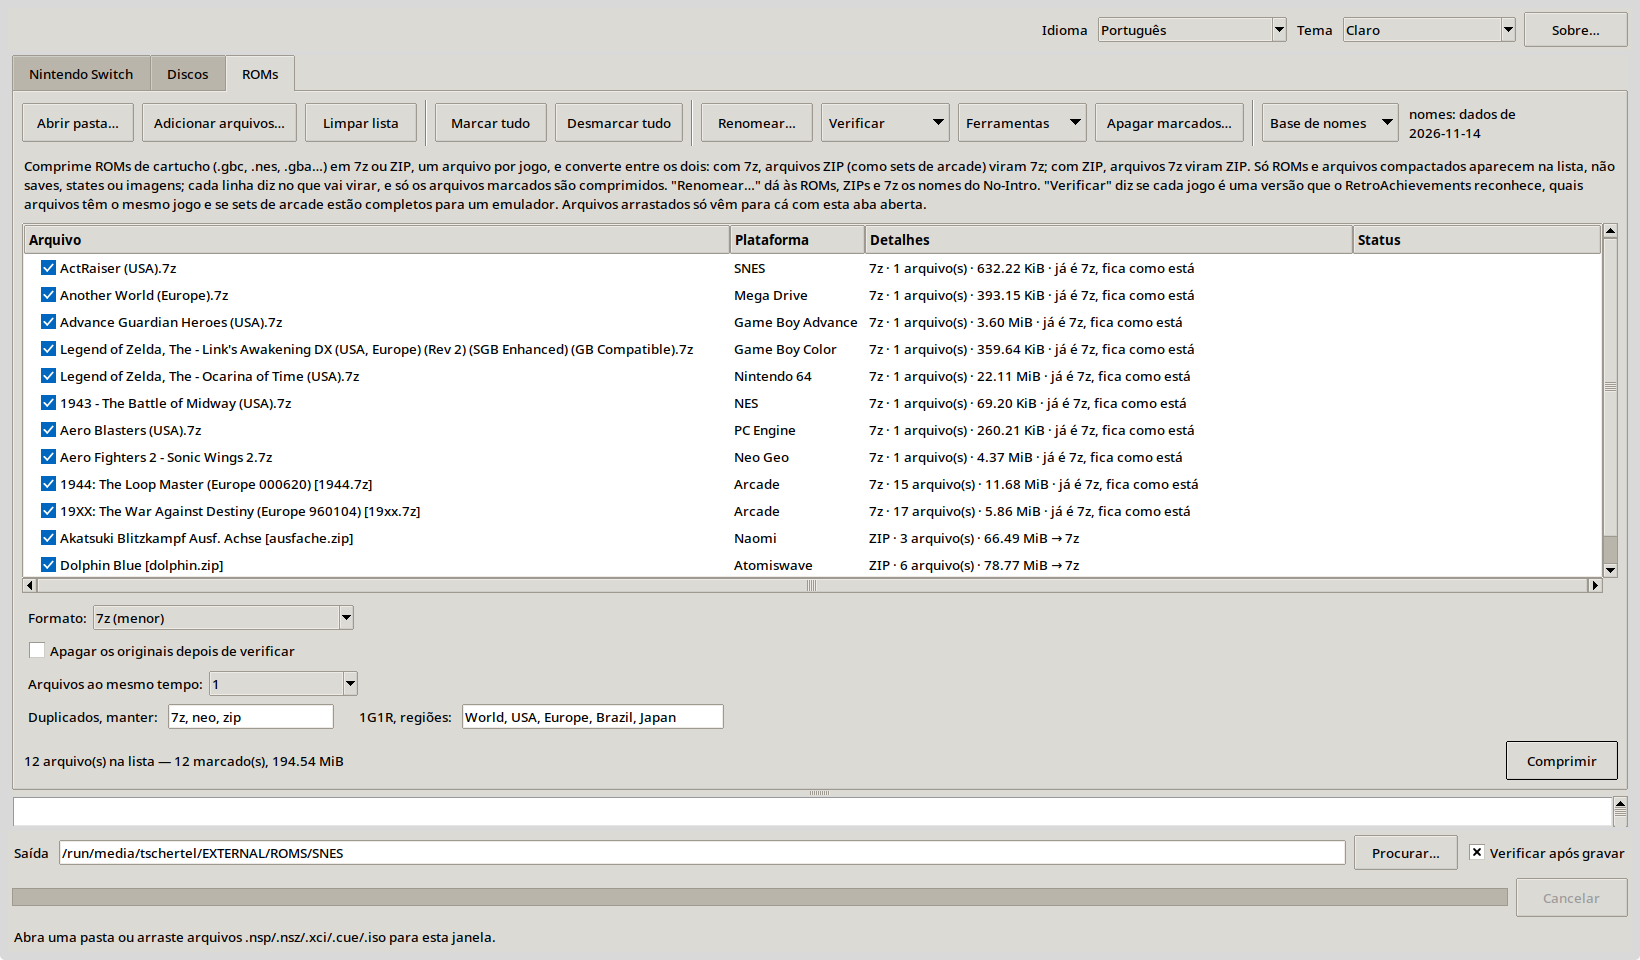 Idioma Português Tema Claro Sobre...
Nintendo Switch Discos ROMs
Abrir pasta... Adicionar arquivos... Limpar lista Marcar tudo Desmarcar tudo Renomear... Verificar Ferramentas Apagar marcados... Base de nomes nomes: dados de
2026-11-14
Comprime ROMs de cartucho (.gbc, .nes, .gba...) em 7z ou ZIP, um arquivo por jogo, e converte entre os dois: com 7z, arquivos ZIP (como sets de arcade) viram 7z; com ZIP, arquivos 7z viram ZIP. Só ROMs e arquivos compactados aparecem na lista, não
saves, states ou imagens; cada linha diz no que vai virar, e só os arquivos marcados são comprimidos. "Renomear..." dá às ROMs, ZIPs e 7z os nomes do No-Intro. "Verificar" diz se cada jogo é uma versão que o RetroAchievements reconhece, quais
arquivos têm o mesmo jogo e se sets de arcade estão completos para um emulador. Arquivos arrastados só vêm para cá com esta aba aberta.
Arquivo Plataforma Detalhes Status
ActRaiser (USA).7z SNES 7z · 1 arquivo(s) · 632.22 KiB · já é 7z, fica como está
Another World (Europe).7z Mega Drive 7z · 1 arquivo(s) · 393.15 KiB · já é 7z, fica como está
Advance Guardian Heroes (USA).7z Game Boy Advance 7z · 1 arquivo(s) · 3.60 MiB · já é 7z, fica como está
Legend of Zelda, The - Link's Awakening DX (USA, Europe) (Rev 2) (SGB Enhanced) (GB Compatible).7z Game Boy Color 7z · 1 arquivo(s) · 359.64 KiB · já é 7z, fica como está
Legend of Zelda, The - Ocarina of Time (USA).7z Nintendo 64 7z · 1 arquivo(s) · 22.11 MiB · já é 7z, fica como está
1943 - The Battle of Midway (USA).7z NES 7z · 1 arquivo(s) · 69.20 KiB · já é 7z, fica como está
Aero Blasters (USA).7z PC Engine 7z · 1 arquivo(s) · 260.21 KiB · já é 7z, fica como está
Aero Fighters 2 - Sonic Wings 2.7z Neo Geo 7z · 1 arquivo(s) · 4.37 MiB · já é 7z, fica como está
1944: The Loop Master (Europe 000620) [1944.7z] Arcade 7z · 15 arquivo(s) · 11.68 MiB · já é 7z, fica como está
19XX: The War Against Destiny (Europe 960104) [19xx.7z] Arcade 7z · 17 arquivo(s) · 5.86 MiB · já é 7z, fica como está
Akatsuki Blitzkampf Ausf. Achse [ausfache.zip] Naomi ZIP · 3 arquivo(s) · 66.49 MiB → 7z
Dolphin Blue [dolphin.zip] Atomiswave ZIP · 6 arquivo(s) · 78.77 MiB → 7z
Formato: 7z (menor)
Apagar os originais depois de verificar
Arquivos ao mesmo tempo: 1
Duplicados, manter: 7z, neo, zip 1G1R, regiões: World, USA, Europe, Brazil, Japan
12 arquivo(s) na lista — 12 marcado(s), 194.54 MiB Comprimir
Saída /run/media/tschertel/EXTERNAL/ROMS/SNES Procurar... Verificar após gravar
Cancelar
Abra uma pasta ou arraste arquivos .nsp/.nsz/.xci/.cue/.iso para esta janela.